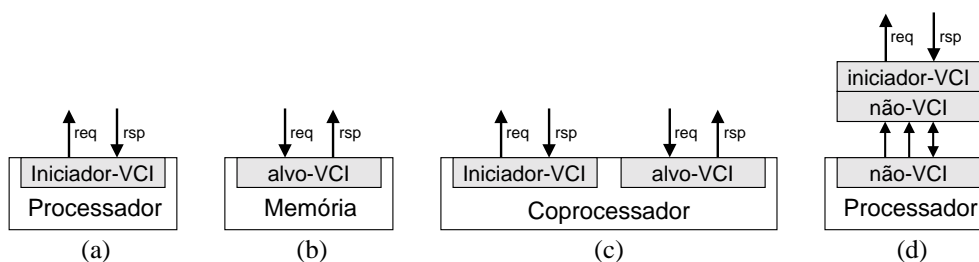 req rsp
iniciador-VCI
não-VCI
req rsp req rsp req rsp req rsp
Iniciador-VCI alvo-VCI Iniciador-VCI alvo-VCI não-VCI
Processador Memória Coprocessador Processador
(a) (b) (c) (d)